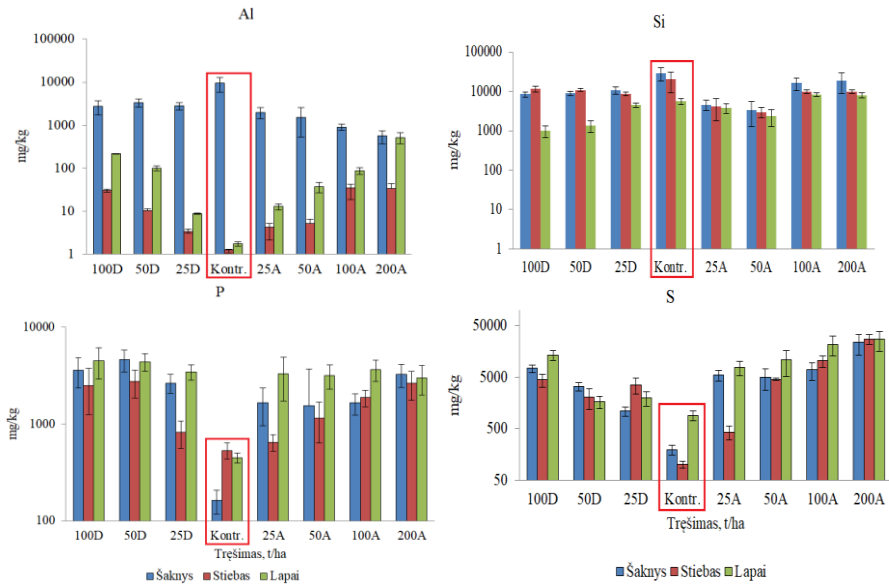 Al
100000
10000
1000
100
10
1
mg/kg
100D 50D 25D Kontr. 25A 50A 100A 200A
Si
100000
10000
1000
100
10
1
mg/kg
100D 50D 25D Kontr. 25A 50A 100A 200A
P
10000
1000
100
mg/kg
100D 50D 25D Kontr. 25A 50A 100A 200A
Tręšimas, t/ha
Šaknys Stiebas Lapai
S
50000
5000
500
50
mg/kg
100D 50D 25D Kontr. 25A 50A 100A 200A
Tręšimas, t/ha
Šaknys Stiebas Lapai